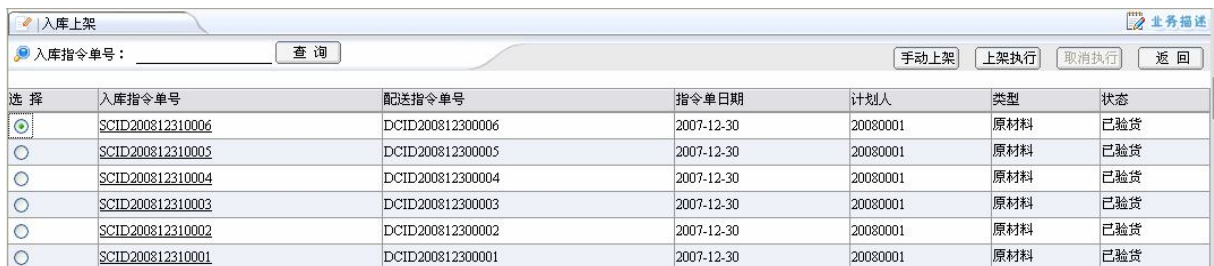 入库上架
业务描述
入库指令单号： 查 询 手动上架 上架执行 取消执行 返 回
选 择 入库指令单号 配送指令单号 指令单日期 计划人 类型 状态
SCID200812310006 DCID200812300006 2007-12-30 20080001 原材料 已验货
SCID200812310005 DCID200812300005 2007-12-30 20080001 原材料 已验货
SCID200812310004 DCID200812300004 2007-12-30 20080001 原材料 已验货
SCID200812310003 DCID200812300003 2007-12-30 20080001 原材料 已验货
SCID200812310002 DCID200812300002 2007-12-30 20080001 原材料 已验货
SCID200812310001 DCID200812300001 2007-12-30 20080001 原材料 已验货